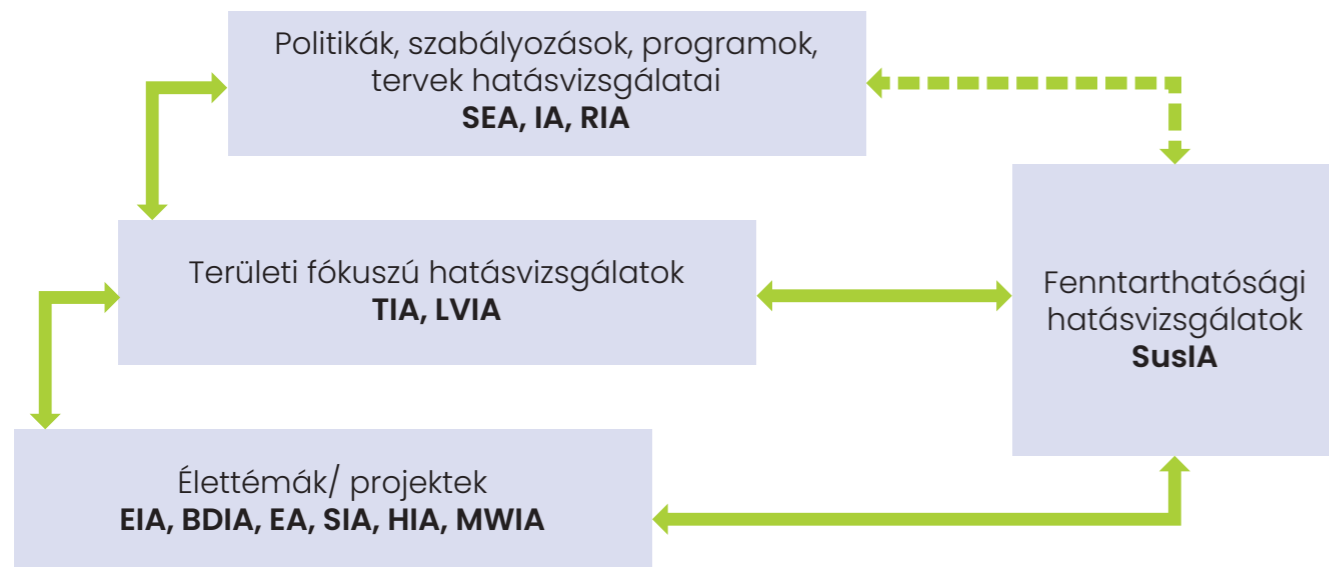 Politikák, szabályozások, programok,
tervek hatásvizsgálatai
SEA, IA, RIA
Területi fókuszú hatásvizsgálatok
TIA, LVIA
Fenntarthatósági
hatásvizsgálatok
SusIA
Élettémák/ projektek
EIA, BDIA, EA, SIA, HIA, MWIA